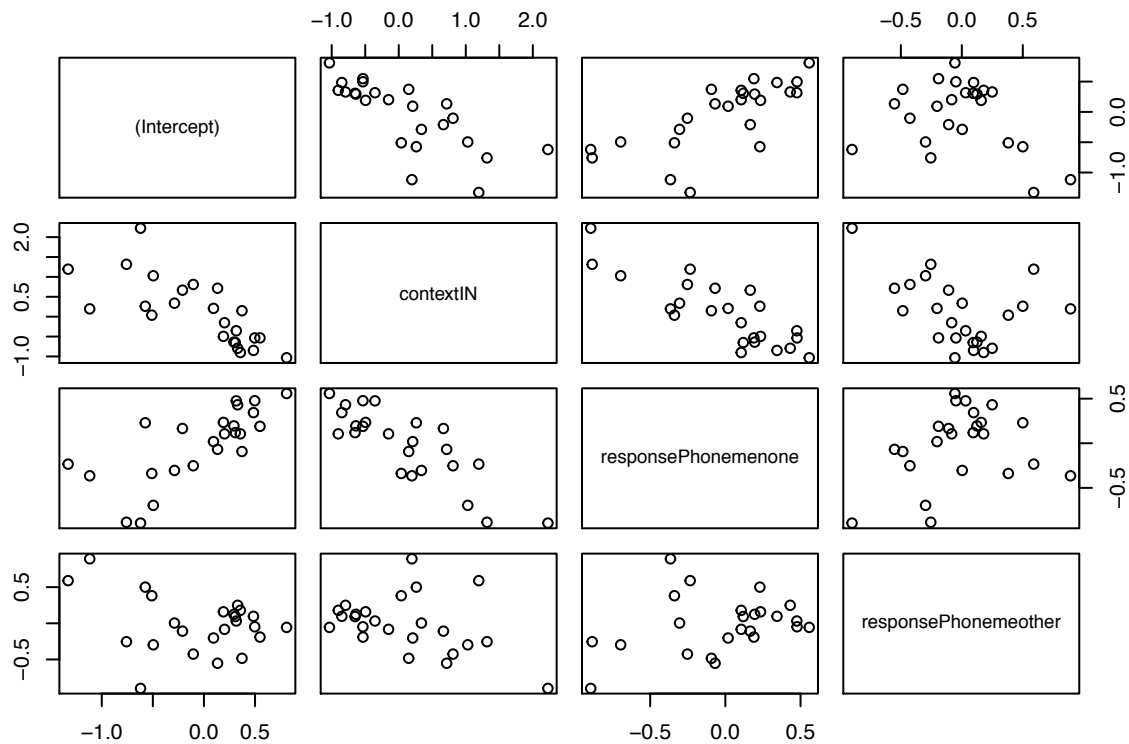 −1.0 0.0 1.0 2.0
−0.5 0.0 0.5
(Intercept)
−1.0 0.0
−1.0 0.5 2.0
contextIN
responsePhonemenone
−0.5 0.5
−0.5 0.5
responsePhonemeother
−1.0 0.0 0.5
−0.5 0.0 0.5